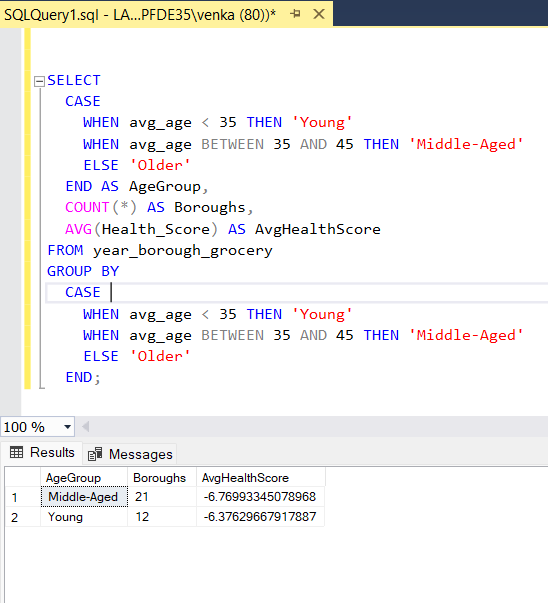 SQLQuery1.sql - LA...PFDE35\venka (80))*
SELECT
CASE
WHEN avg_age < 35 THEN 'Young'
WHEN avg_age BETWEEN 35 AND 45 THEN 'Middle-Aged'
ELSE 'Older'
END AS AgeGroup,
COUNT(*) AS Boroughs,
AVG(Health_Score) AS AvgHealthScore
FROM year_borough_grocery
GROUP BY
CASE
WHEN avg_age < 35 THEN 'Young'
WHEN avg_age BETWEEN 35 AND 45 THEN 'Middle-Aged'
ELSE 'Older'
END;
100 %
Results Messages
AgeGroup Boroughs AvgHealthScore
1 Middle-Aged 21 -6.76993345078968
2 Young 12 -6.37629667917887